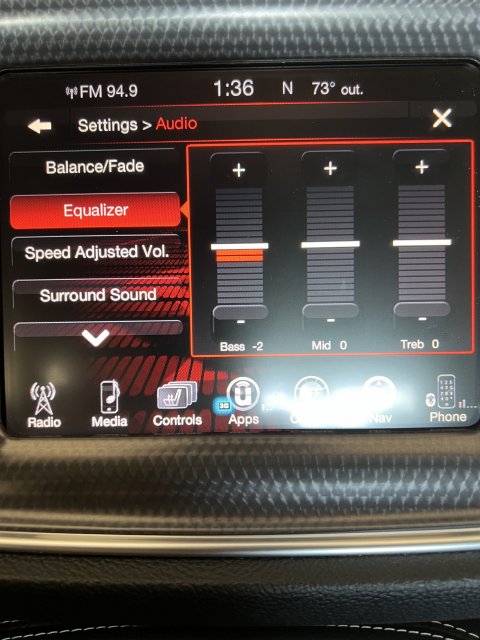 FM 94.9 1:36 N 73° out.
Settings > Audio
Balance/Fade
Equalizer
Speed Adjusted Vol.
Surround Sound
+ + +
- - -
Bass -2 Mid 0 Treb 0
3G
Radio Media Controls Apps Nav Phone